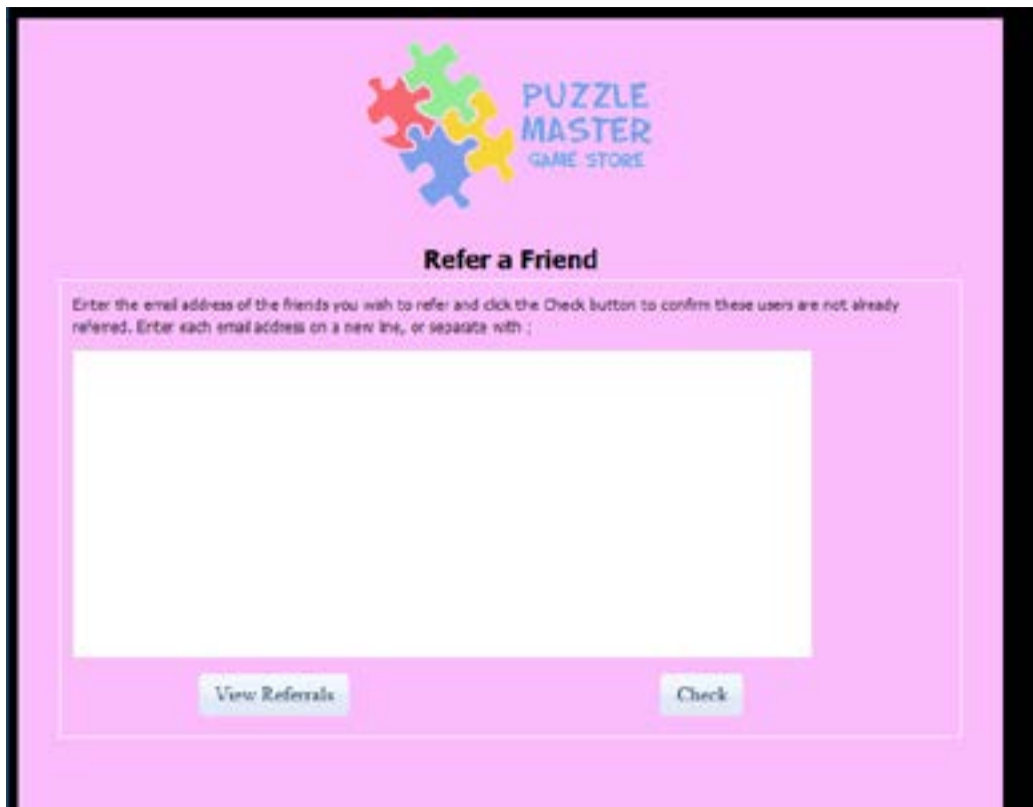 PUZZLE
MASTER
GAME STORE
Refer a Friend
Enter the email address of the friends you wish to refer and click the Check button to confirm these users are not already
referred. Enter each email address on a new line, or separate with ;
View Referrals
Check